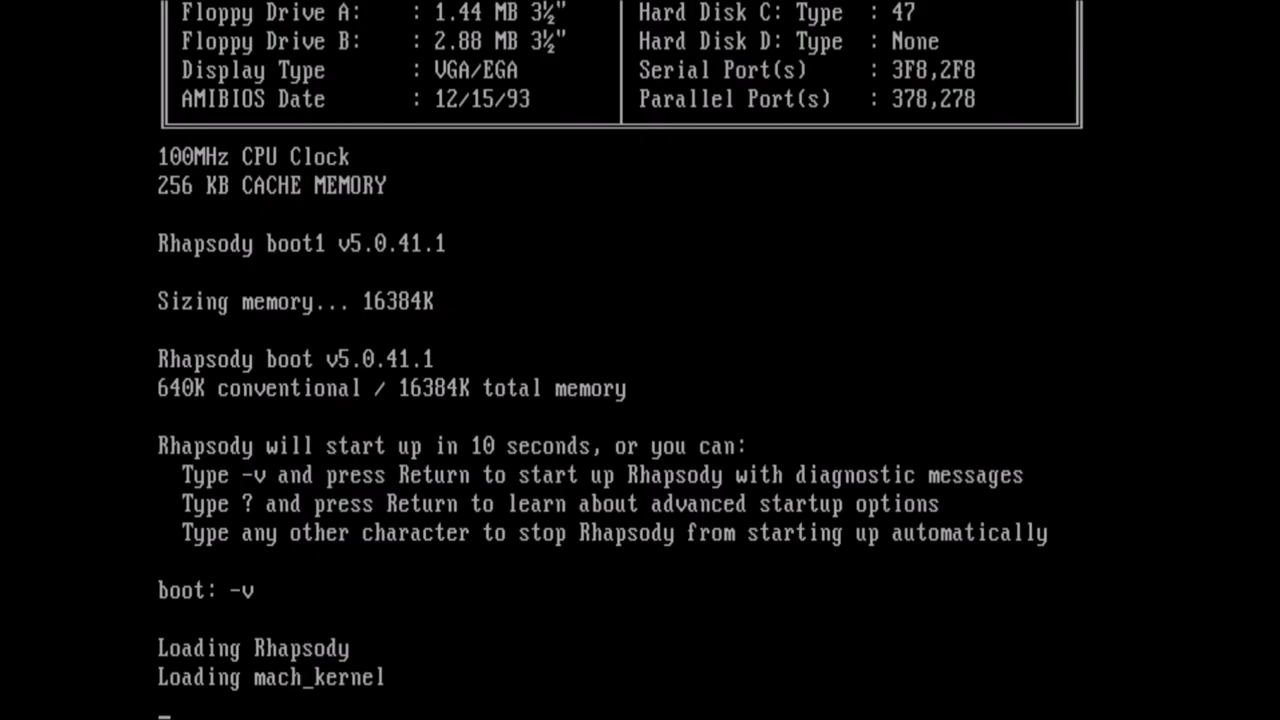 Floppy Drive A: : 1.44 MB 3½" Hard Disk C: Type : 47
Floppy Drive B: : 2.88 MB 3½" Hard Disk D: Type : None
Display Type : VGA/EGA Serial Port(s) : 3F8,2F8
AMIBIOS Date : 12/15/93 Parallel Port(s) : 378,278
100MHz CPU Clock
256 KB CACHE MEMORY
Rhapsody boot1 v5.0.41.1
Sizing memory... 16384K
Rhapsody boot v5.0.41.1
640K conventional / 16384K total memory
Rhapsody will start up in 10 seconds, or you can:
Type -v and press Return to start up Rhapsody with diagnostic messages
Type ? and press Return to learn about advanced startup options
Type any other character to stop Rhapsody from starting up automatically
boot: -v
Loading Rhapsody
Loading mach_kernel